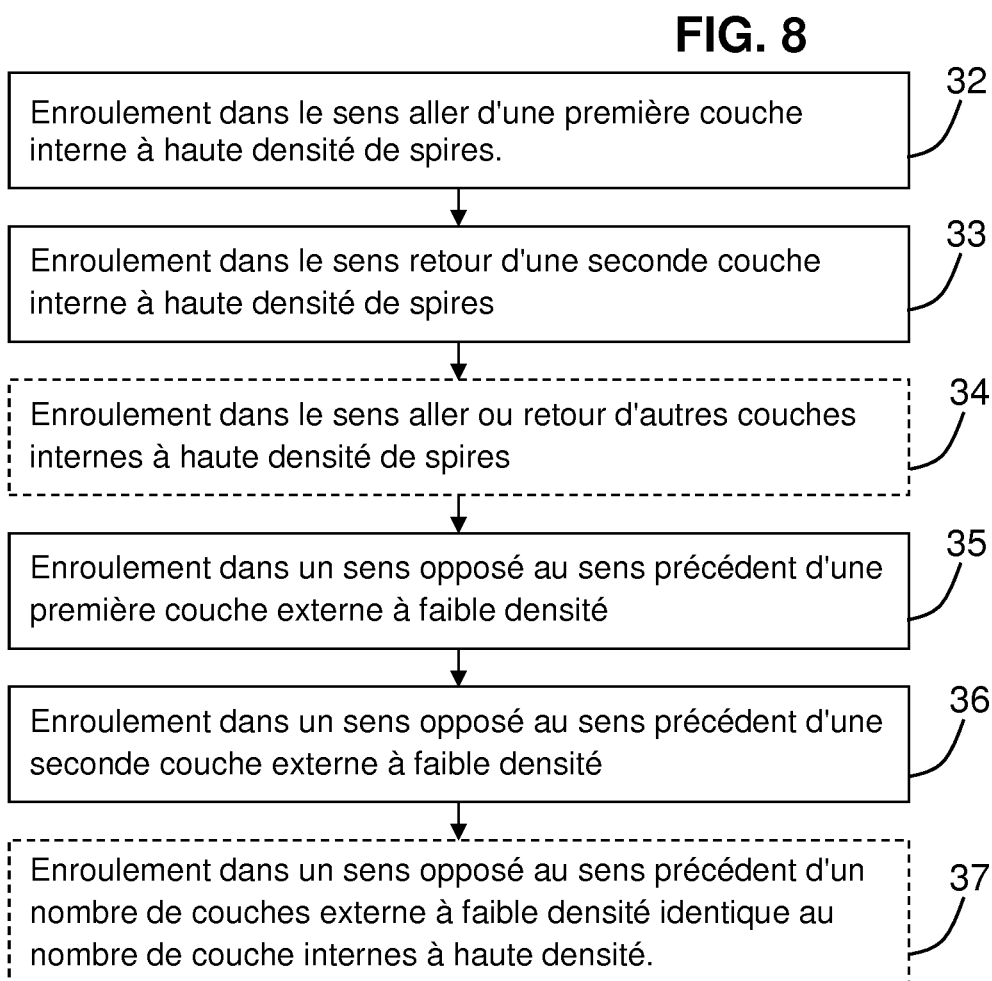 FIG. 8
32
Enroulement dans le sens aller d'une première couche
interne à haute densité de spires.
33
Enroulement dans le sens retour d'une seconde couche
interne à haute densité de spires
34
Enroulement dans le sens aller ou retour d'autres couches
internes à haute densité de spires
35
Enroulement dans un sens opposé au sens précédent d'une
première couche externe à faible densité
36
Enroulement dans un sens opposé au sens précédent d'une
seconde couche externe à faible densité
37
Enroulement dans un sens opposé au sens précédent d'un
nombre de couches externe à faible densité identique au
nombre de couche internes à haute densité.